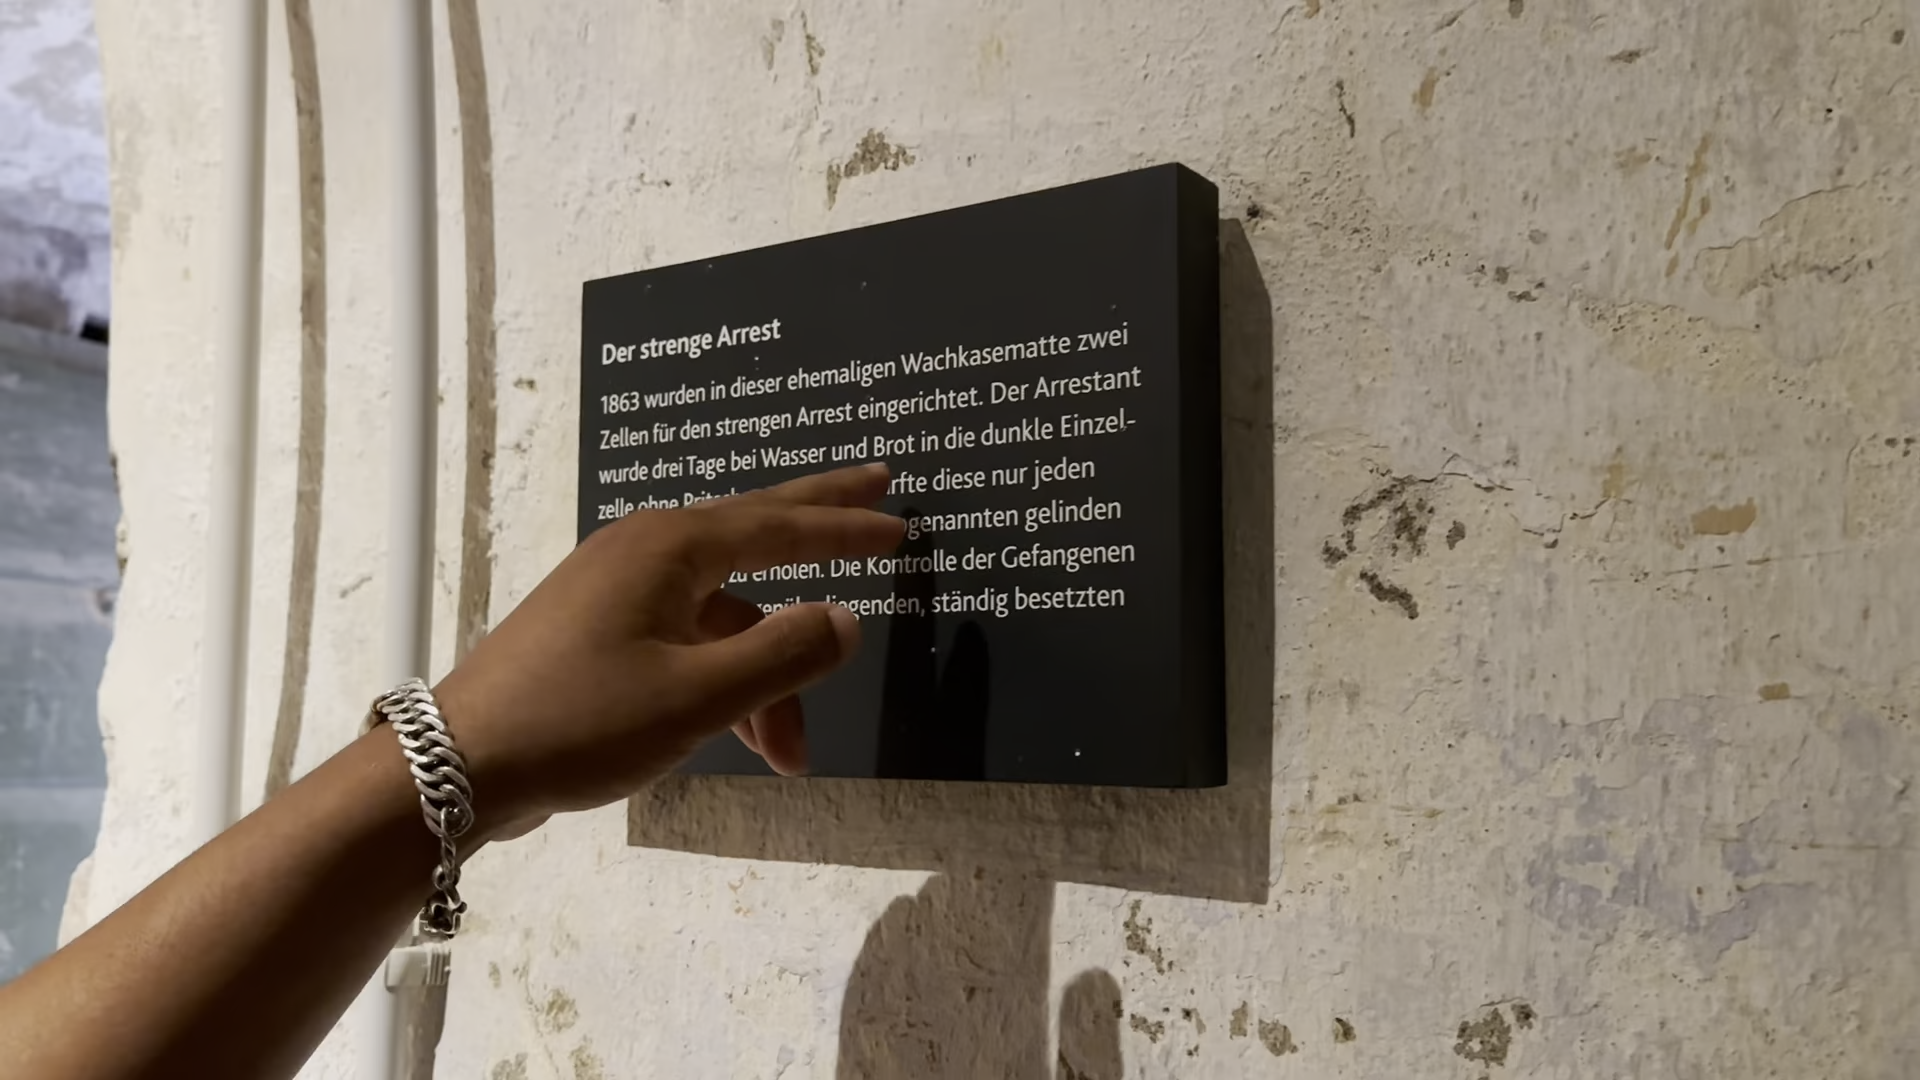 Der strenge Arrest
1863 wurden in dieser ehemaligen Wachkasematte zwei
Zellen für den strengen Arrest eingerichtet. Der Arrestant
wurde drei Tage bei Wasser und Brot in die dunkle Einzel-
zelle ohne diese nur jeden
gelinden
zu erholen. Die Kontrolle der Gefangenen
ständig besetzten